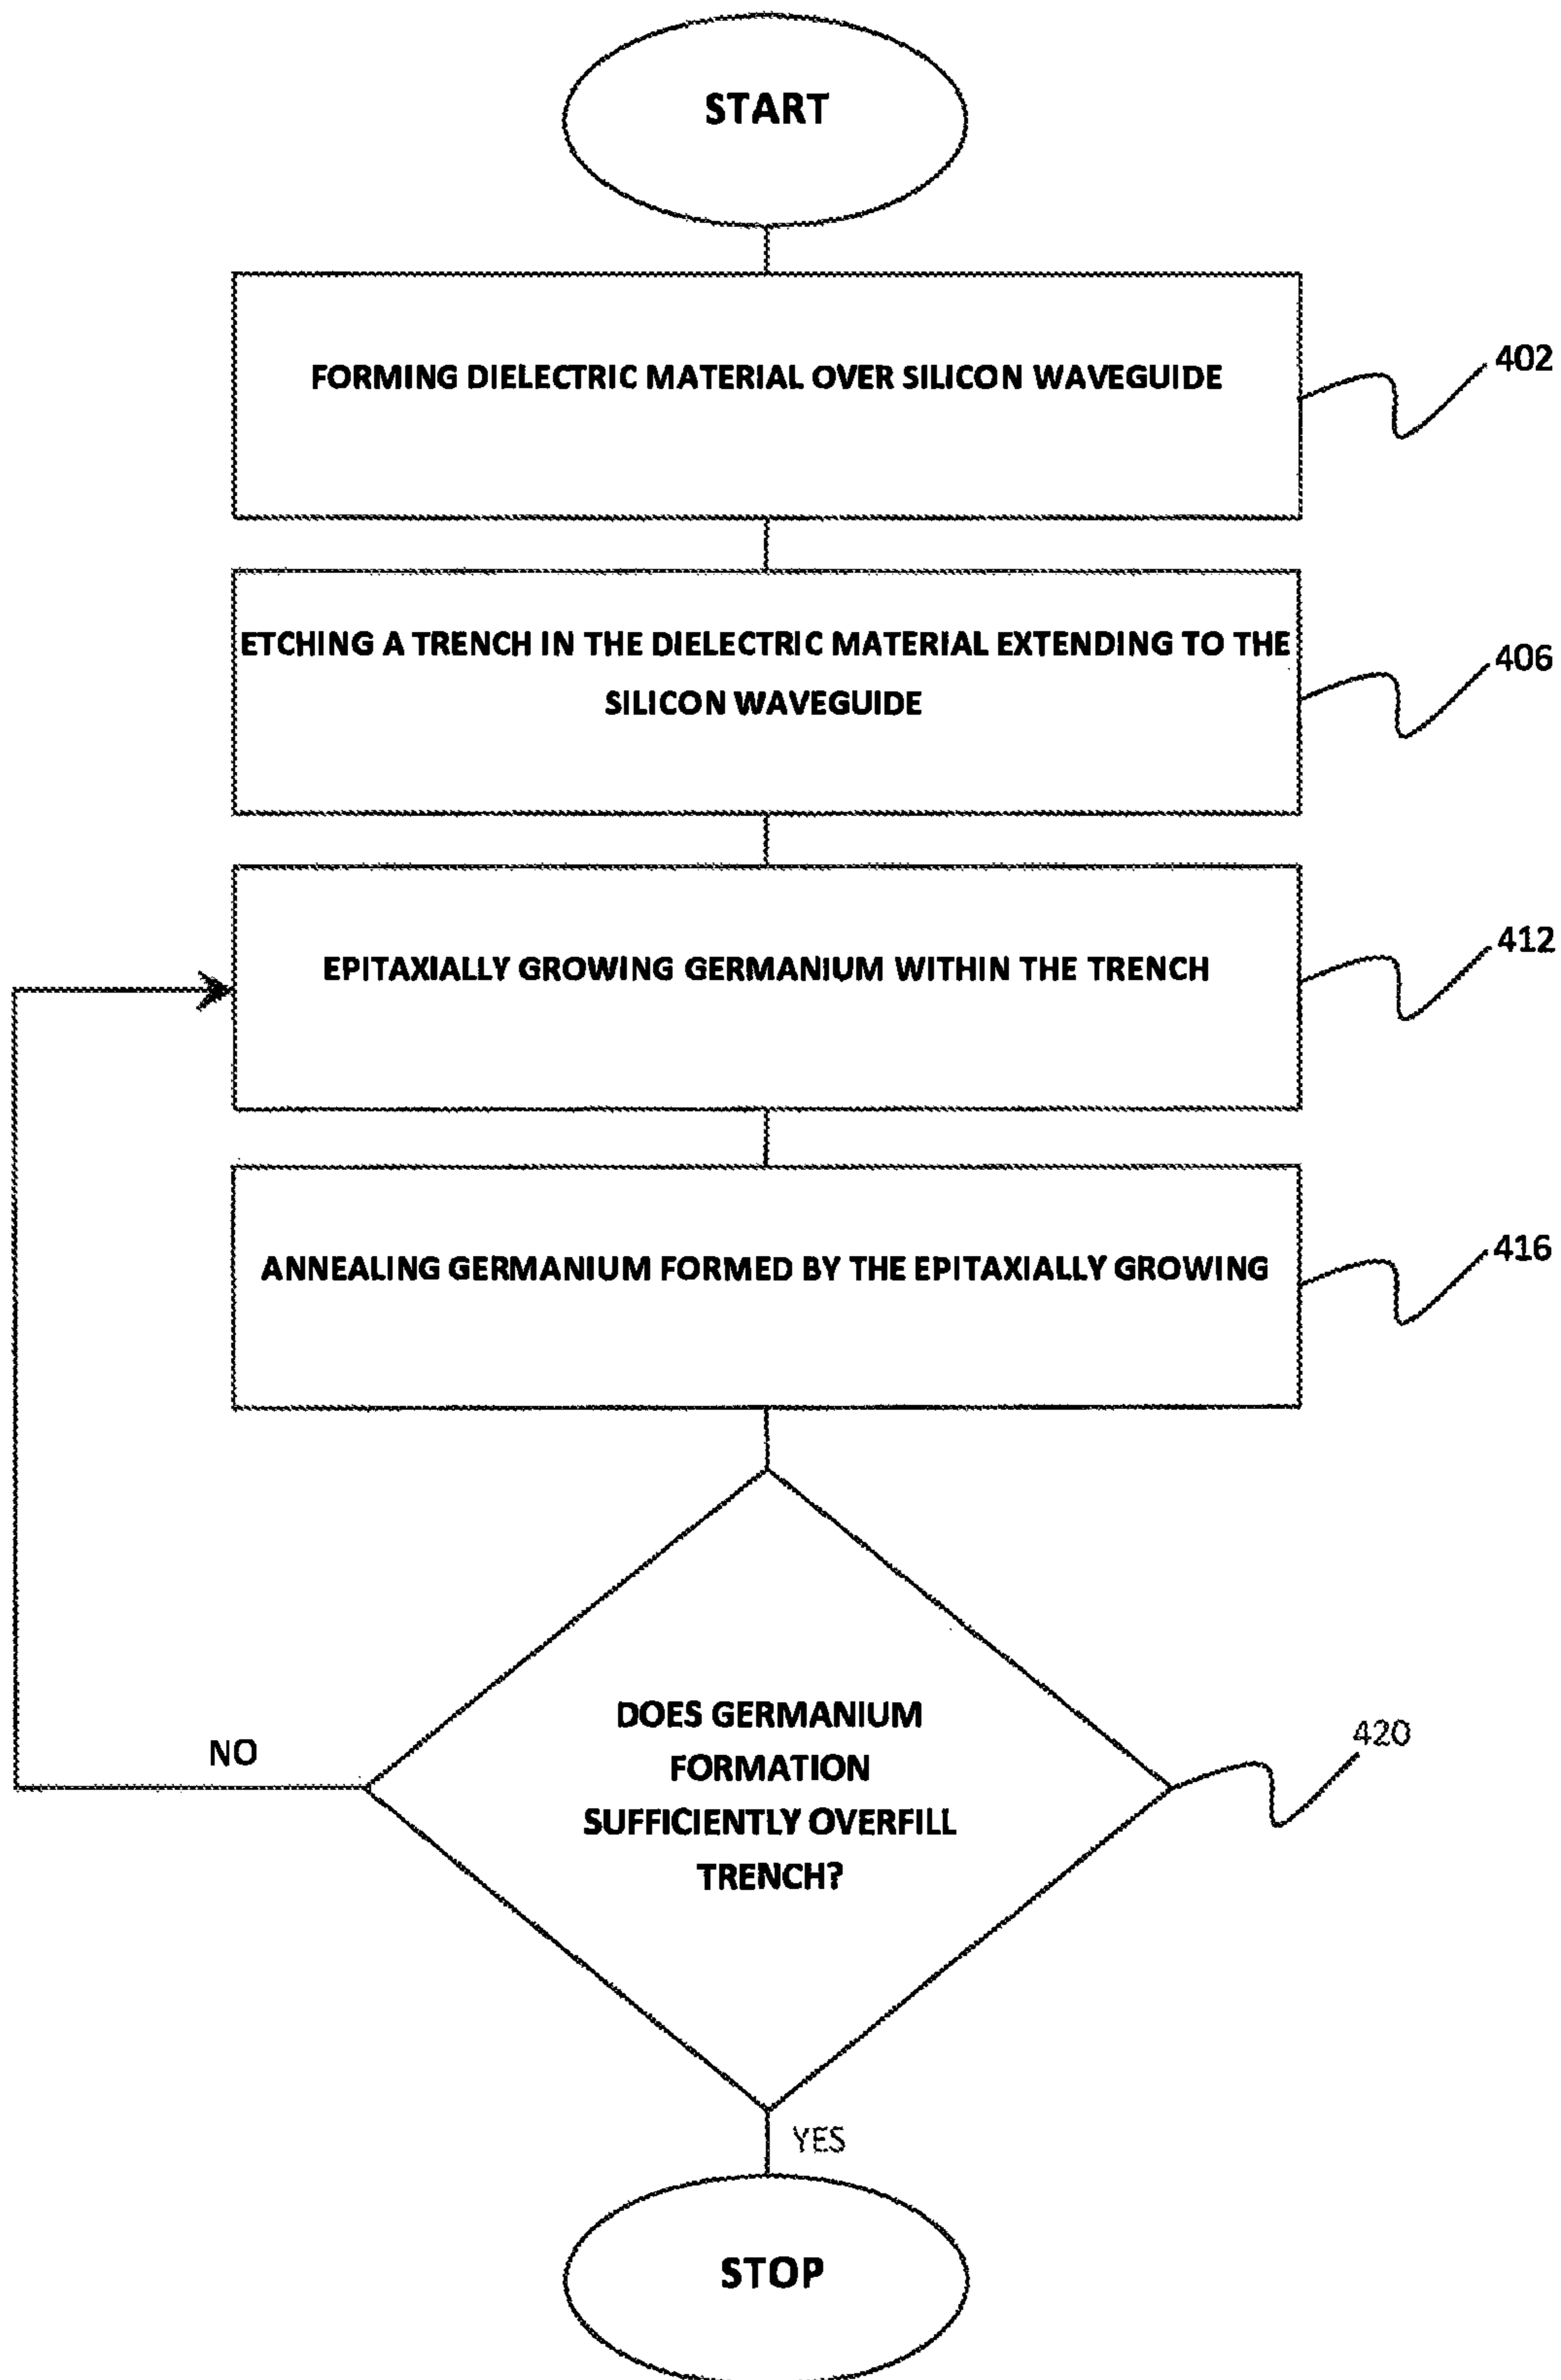 START
FORMING DIELECTRIC MATERIAL OVER SILICON WAVEGUIDE
402
ETCHING A TRENCH IN THE DIELECTRIC MATERIAL EXTENDING TO THE
SILICON WAVEGUIDE
406
EPITAXIALLY GROWING GERMANIUM WITHIN THE TRENCH
412
ANNEALING GERMANIUM FORMED BY THE EPITAXIALLY GROWING
416
DOES GERMANIUM
FORMATION
SUFFICIENTLY OVERFILL
TRENCH?
420
NO
YES
STOP